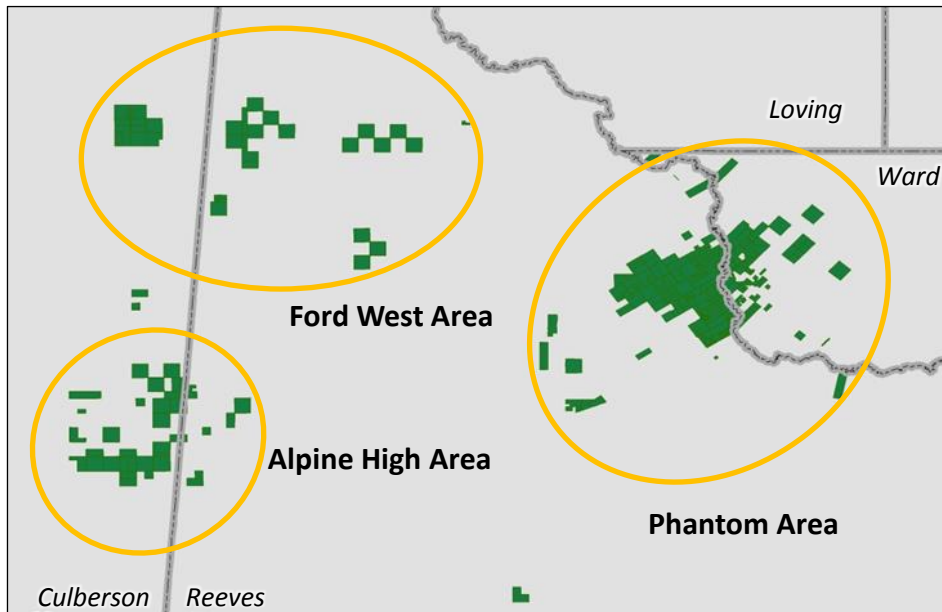 Loving
Ward
Ford West Area
Alpine High Area
Phantom Area
Culberson Reeves